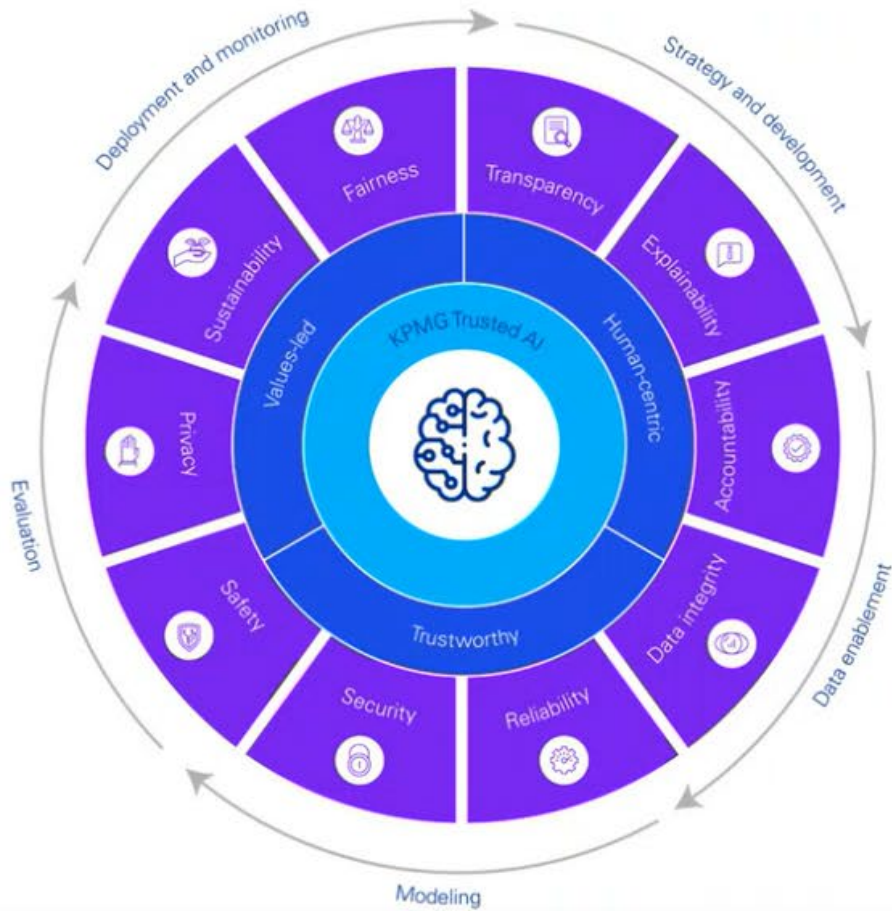 Deployment and monitoring
Strategy and development
Data enablement
Modeling
Evaluation
Fairness
Transparency
Explainability
Accountability
Data integrity
Reliability
Security
Safety
Privacy
Sustainability
Values-led
Human-centric
Trustworthy
KPMG Trusted AI